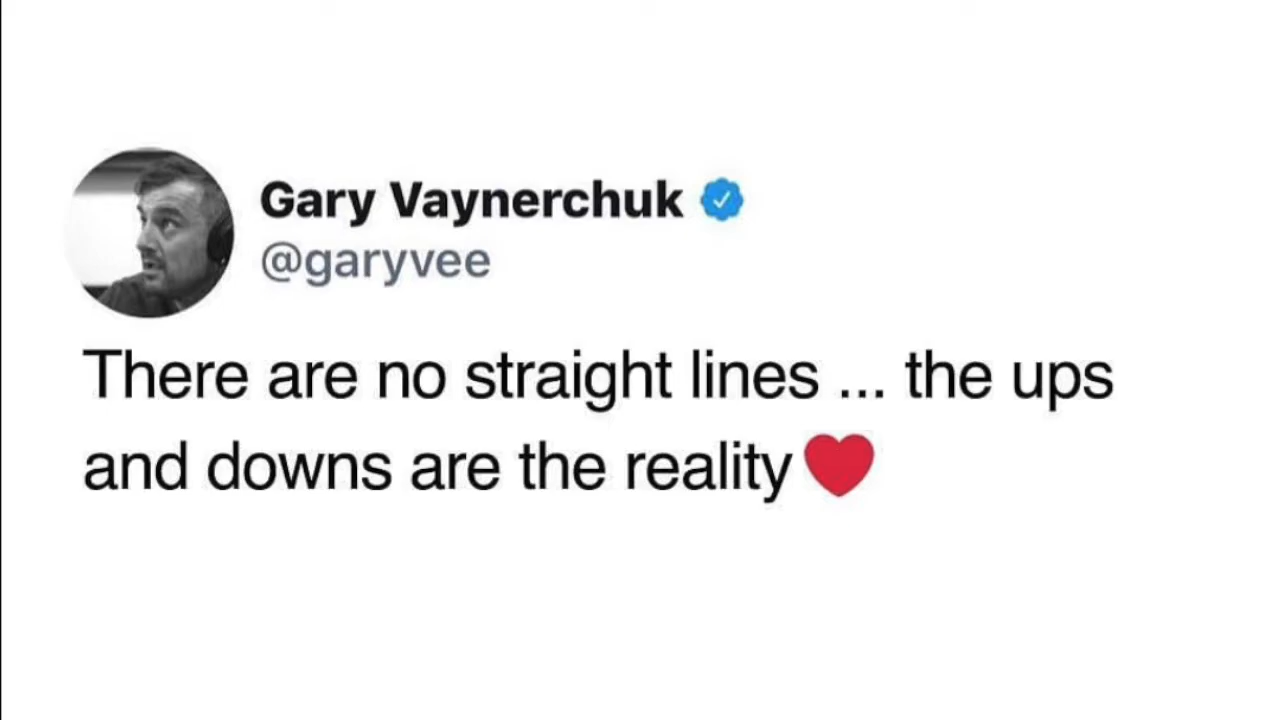 Gary Vaynerchuk
@garyvee
There are no straight lines ... the ups
and downs are the reality❤️